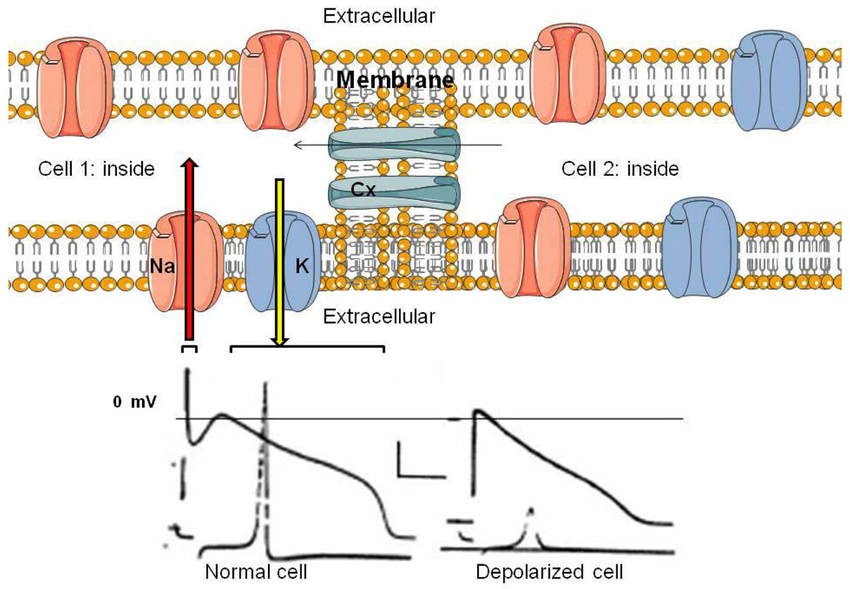 Extracellular
Membrane
Cell 1: inside
Cell 2: inside
Cx
Na
K
Extracellular
0 mV
Normal cell
Depolarized cell